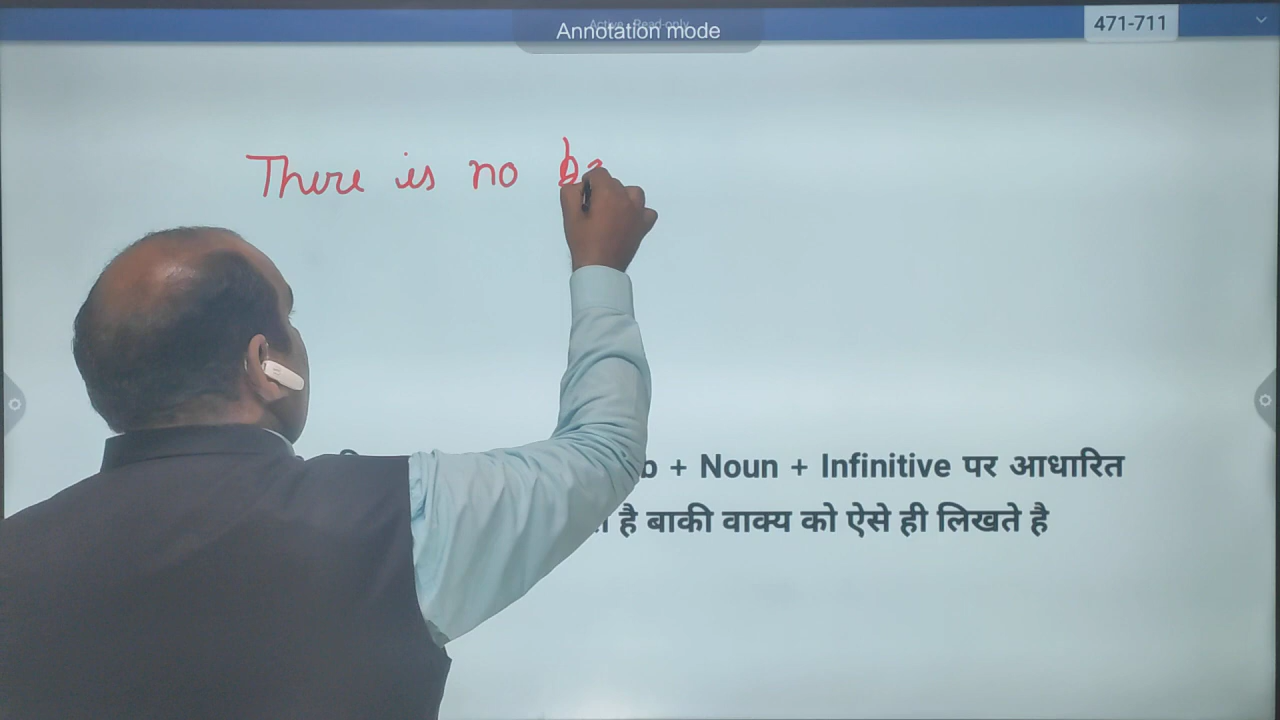 Annotation mode
471-711
There is no
+ Noun + Infinitive पर आधारित
है बाकी वाक्य को ऐसे ही लिखते है